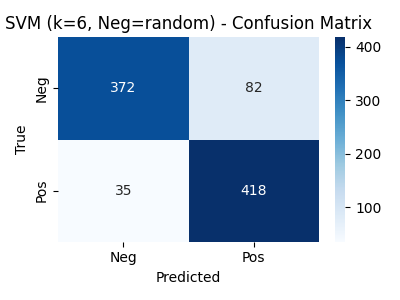 SVM (k=6, Neg=random) - Confusion Matrix
True
Neg
372
82
Pos
35
418
Neg
Pos
Predicted
400
300
200
100